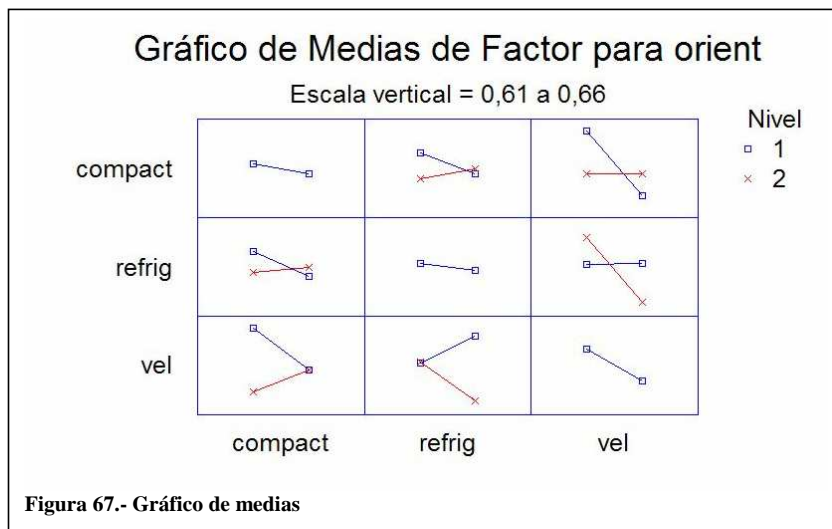 Gráfico de Medias de Factor para orient
Escala vertical = 0,61 a 0,66
Nivel
1
2
compact
refrig
vel
compact refrig vel
Figura 67.- Gráfico de medias